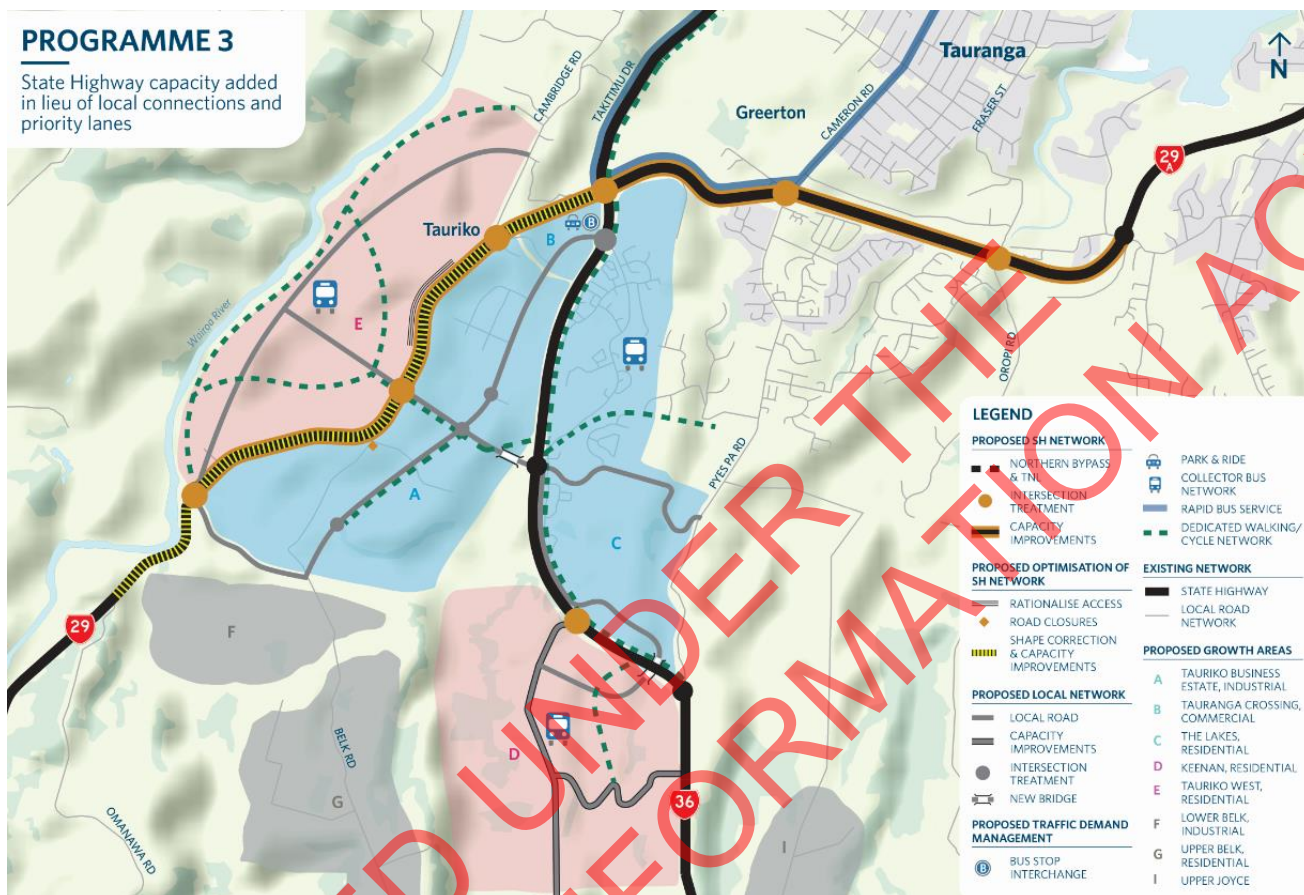 PROGRAMME 3
State Highway capacity added
in lieu of local connections and
priority lanes
CAMBRIDGE RD
TAKITIMU DR
Greerton
CAMERON RD
Tauranga
FRASER ST
N
29
A
Tauriko
B
B
Wairoa River
E
OROPI RD
PYES PA RD
A
C
29
F
BELK RD
G
D
36
I
OMANAWA RD
LEGEND
PROPOSED SH NETWORK
NORTHERN BYPASS
& TNL
INTERSECTION
TREATMENT
CAPACITY
IMPROVEMENTS
PROPOSED OPTIMISATION OF
SH NETWORK
RATIONALISE ACCESS
ROAD CLOSURES
SHAPE CORRECTION
& CAPACITY
IMPROVEMENTS
PROPOSED LOCAL NETWORK
LOCAL ROAD
CAPACITY
IMPROVEMENTS
INTERSECTION
TREATMENT
NEW BRIDGE
PROPOSED TRAFFIC DEMAND
MANAGEMENT
B
BUS STOP
INTERCHANGE
PARK & RIDE
COLLECTOR BUS
NETWORK
RAPID BUS SERVICE
DEDICATED WALKING/
CYCLE NETWORK
EXISTING NETWORK
STATE HIGHWAY
LOCAL ROAD
NETWORK
PROPOSED GROWTH AREAS
A TAURIKO BUSINESS
ESTATE, INDUSTRIAL
B TAURANGA CROSSING,
COMMERCIAL
C THE LAKES,
RESIDENTIAL
D KEENAN, RESIDENTIAL
E TAURIKO WEST,
RESIDENTIAL
F LOWER BELK,
INDUSTRIAL
G UPPER BELK,
RESIDENTIAL
I UPPER JOYCE
UNDER THE
FORMATION AC